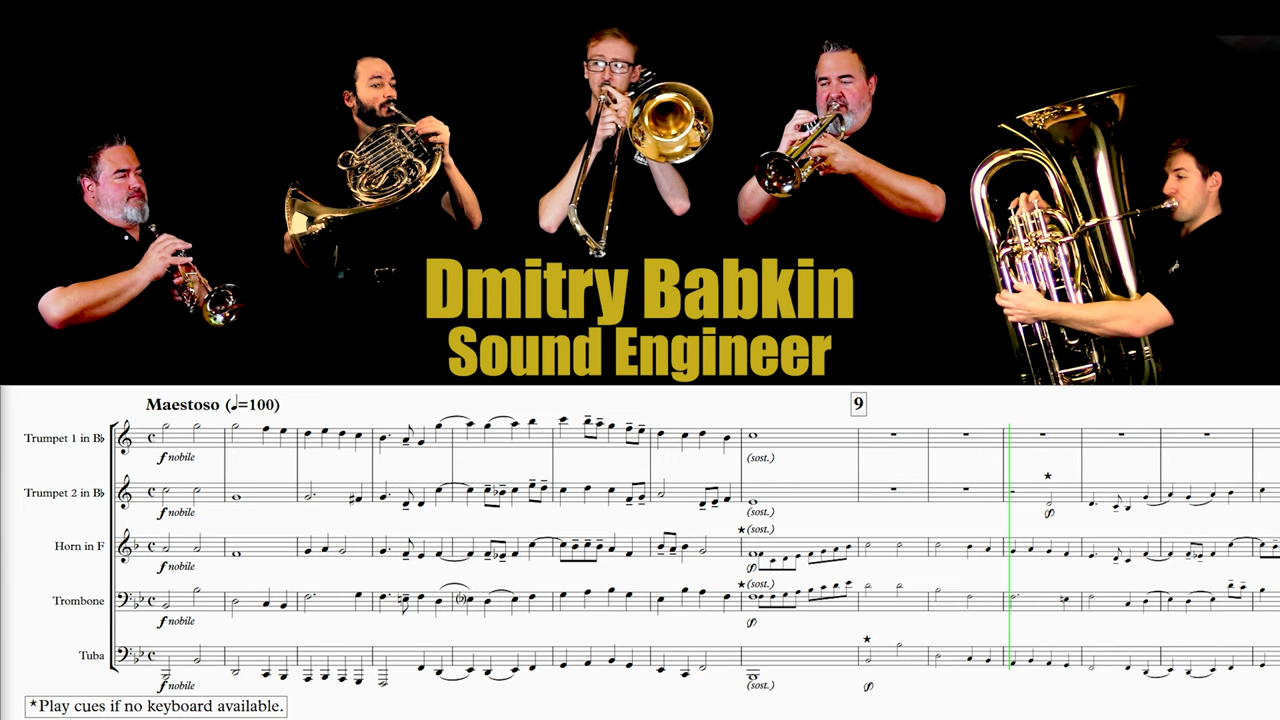 Dmitry Babkin
Sound Engineer
Maestoso (♩=100)
9
Trumpet 1 in B♭
f nobile
(sost.)
Trumpet 2 in B♭
f nobile
(sost.)
★
(f)
Horn in F
f nobile
★(sost.)
(f)
Trombone
f nobile
★(sost.)
(f)
Tuba
f nobile
(sost.)
★
(f)
★Play cues if no keyboard available.